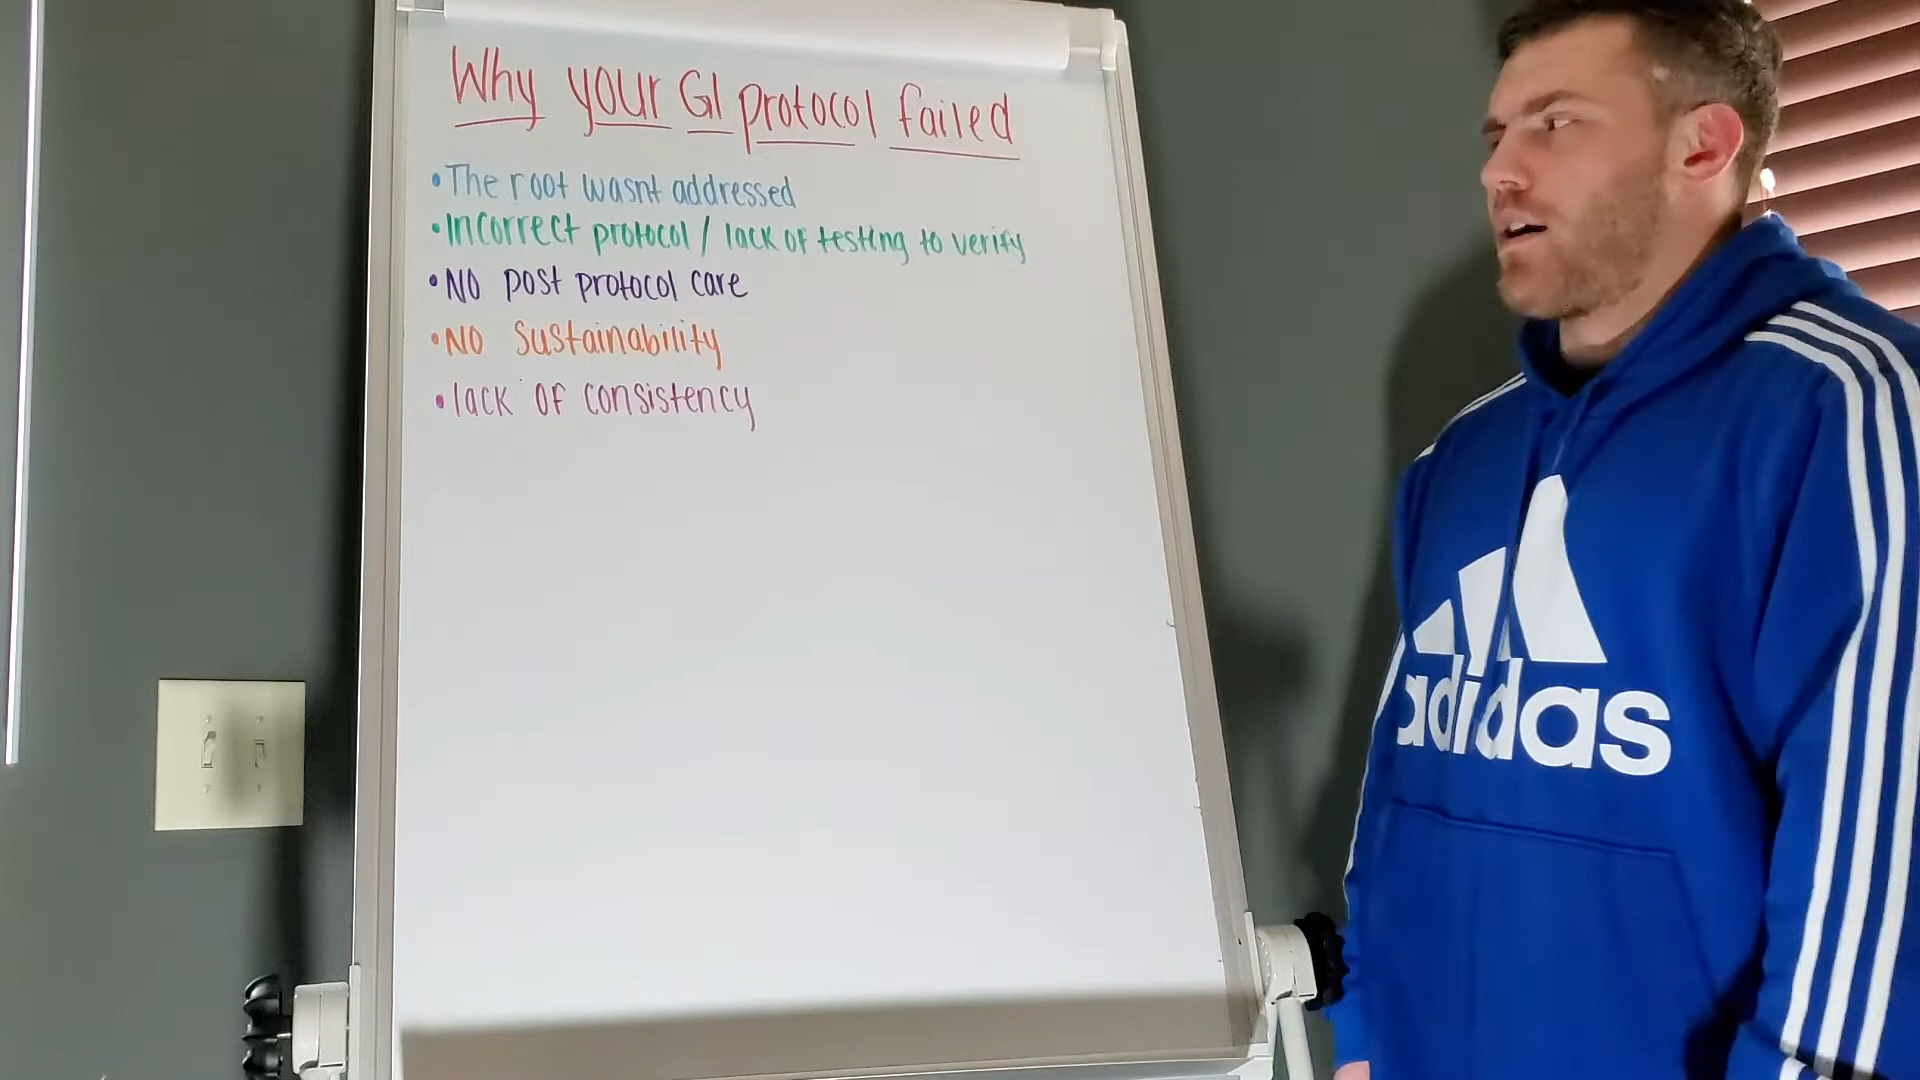 Why your GI protocol failed
• The root wasnt addressed
• Incorrect protocol / lack of testing to verify
• NO post protocol care
• NO sustainability
• lack of consistency
adidas